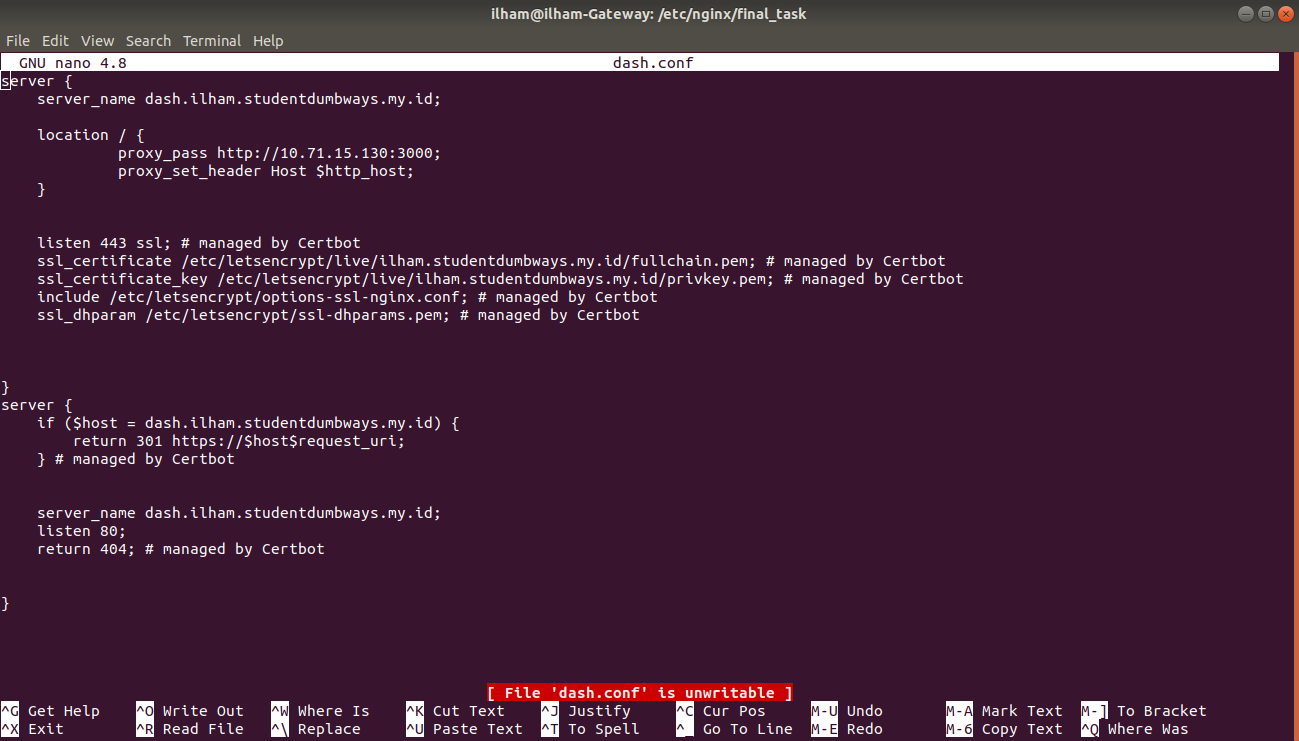 ilham@ilham-Gateway: /etc/nginx/final_task
File Edit View Search Terminal Help
GNU nano 4.8 dash.conf
server {
    server_name dash.ilham.studentdumbways.my.id;
    location / {
             proxy_pass http://10.71.15.130:3000;
             proxy_set_header Host $http_host;
    }
    listen 443 ssl; # managed by Certbot
    ssl_certificate /etc/letsencrypt/live/ilham.studentdumbways.my.id/fullchain.pem; # managed by Certbot
    ssl_certificate_key /etc/letsencrypt/live/ilham.studentdumbways.my.id/privkey.pem; # managed by Certbot
    include /etc/letsencrypt/options-ssl-nginx.conf; # managed by Certbot
    ssl_dhparam /etc/letsencrypt/ssl-dhparams.pem; # managed by Certbot
}
server {
    if ($host = dash.ilham.studentdumbways.my.id) {
        return 301 https://$host$request_uri;
    } # managed by Certbot
    server_name dash.ilham.studentdumbways.my.id;
    listen 80;
    return 404; # managed by Certbot
}
[ File 'dash.conf' is unwritable ]
^G Get Help ^O Write Out ^W Where Is ^K Cut Text ^J Justify ^C Cur Pos M-U Undo M-A Mark Text M-] To Bracket
^X Exit ^R Read File ^\ Replace ^U Paste Text ^T To Spell ^_ Go To Line M-E Redo M-6 Copy Text ^Q Where Was